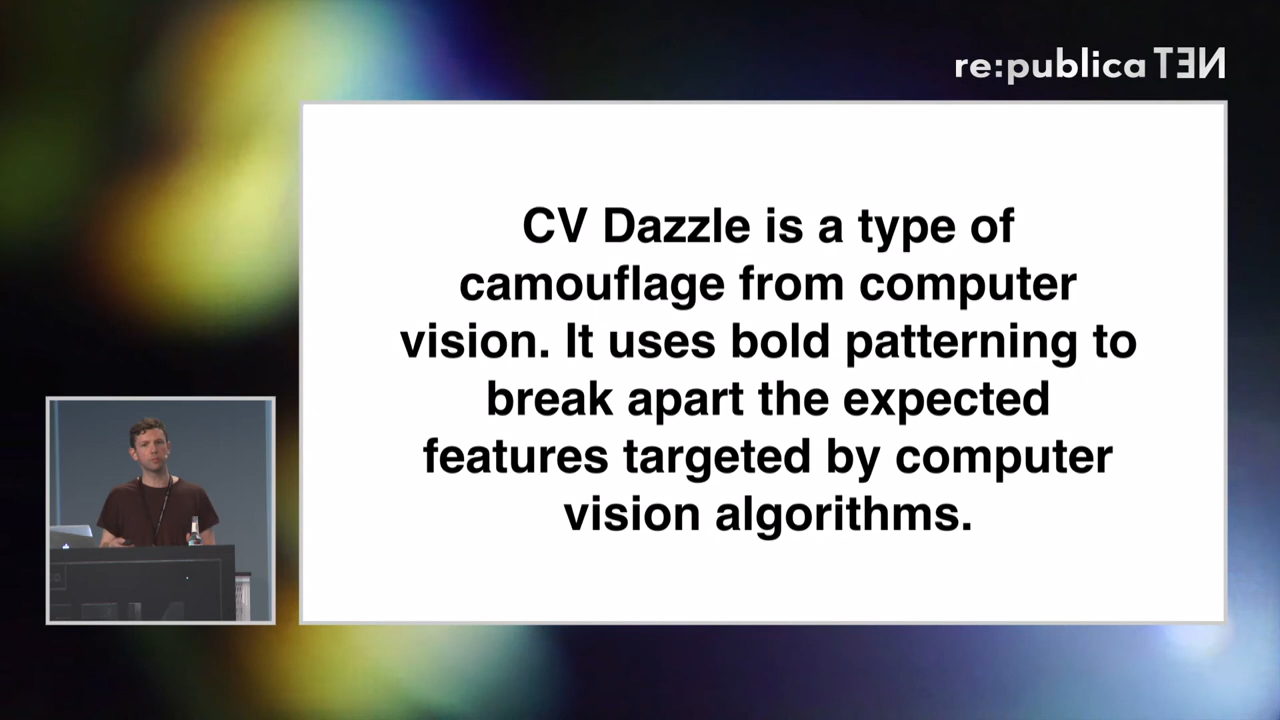 re:publica TEN
CV Dazzle is a type of
camouflage from computer
vision. It uses bold patterning to
break apart the expected
features targeted by computer
vision algorithms.